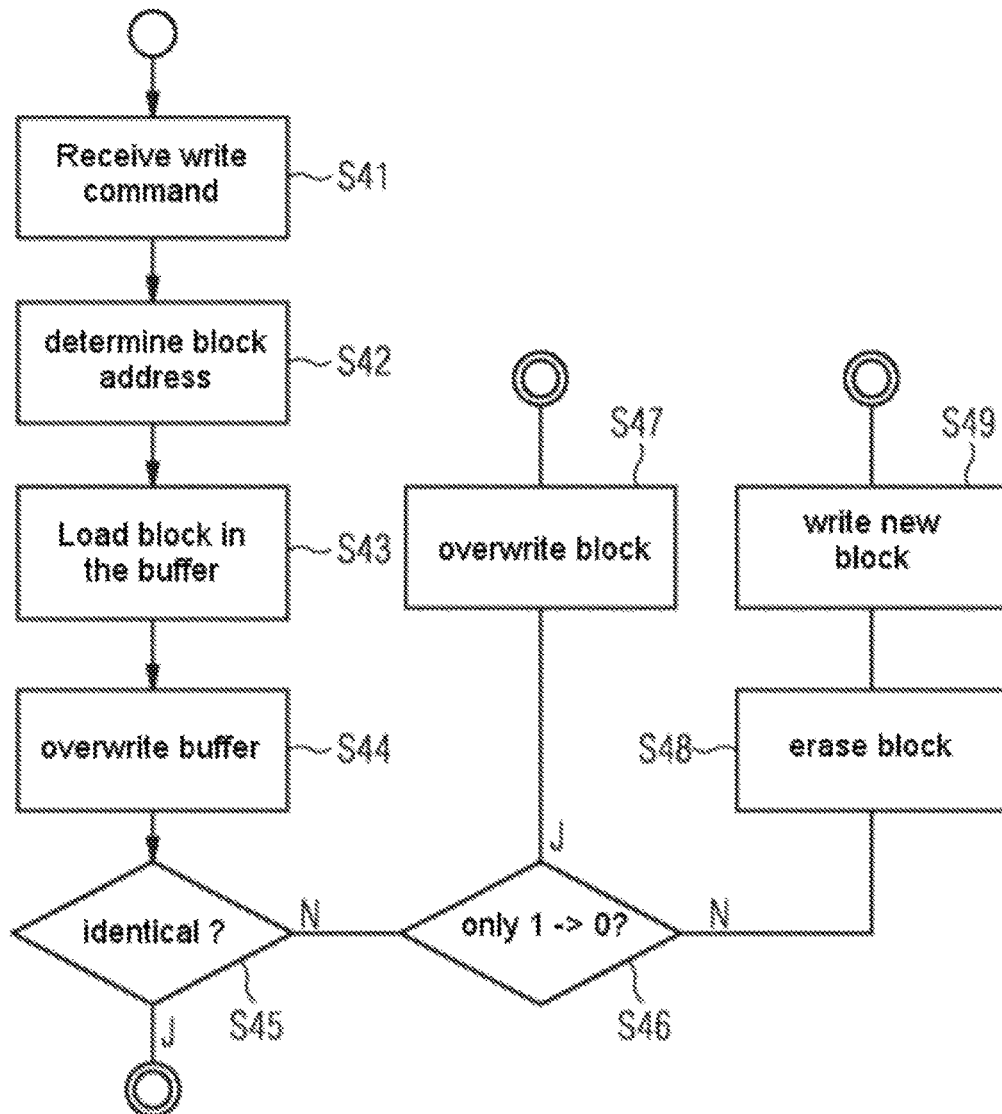 Receive write
command
S41
determine block
address
S42
Load block in
the buffer
S43
overwrite buffer
S44
identical ?
S45
J
N
only 1 -> 0?
S46
J
N
overwrite block
S47
erase block
S48
write new
block
S49